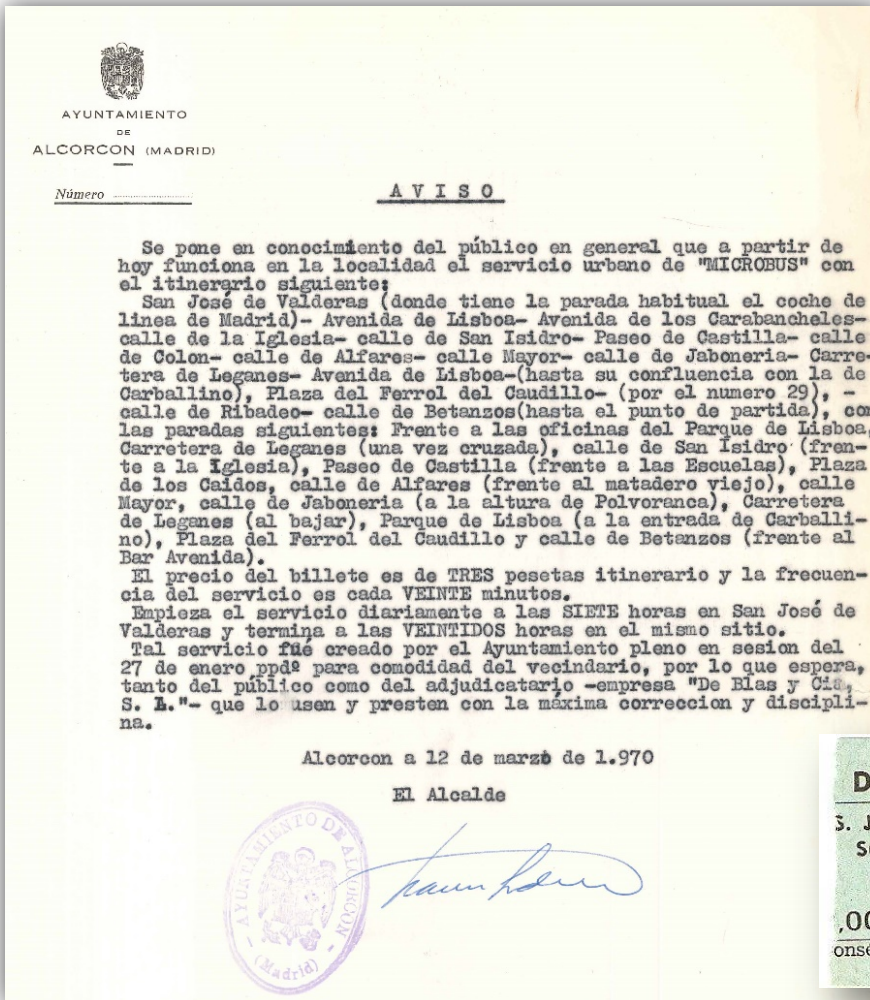 AYUNTAMIENTO
DE
ALCORCON (MADRID)
Número
A V I S O
Se pone en conocimiento del público en general que a partir de
hoy funciona en la localidad el servicio urbano de "MICROBUS" con
el itinerario siguiente:
San José de Valderas (donde tiene la parada habitual el coche de
linea de Madrid)- Avenida de Lisboa- Avenida de los Carabancheles-
calle de la Iglesia- calle de San Isidro- Paseo de Castilla- calle
de Colon- calle de Alfares- calle Mayor- calle de Jaboneria- Carre-
tera de Leganes- Avenida de Lisboa-(hasta su confluencia con la de
Carballino), Plaza del Ferrol del Caudillo- (por el numero 29), -
calle de Ribadeo- calle de Betanzos(hasta el punto de partida), con
las paradas siguientes: Frente a las oficinas del Parque de Lisboa,
Carretera de Leganes (una vez cruzada), calle de San Isidro (fren-
te a la Iglesia), Paseo de Castilla (frente a las Escuelas), Plaza
de los Caidos, calle de Alfares (frente al matadero viejo), calle
Mayor, calle de Jaboneria (a la altura de Polvoranca), Carretera
de Leganes (al bajar), Parque de Lisboa (a la entrada de Carballi-
no), Plaza del Ferrol del Caudillo y calle de Betanzos (frente al
Bar Avenida).
El precio del billete es de TRES pesetas itinerario y la frecuen-
cia del servicio es cada VEINTE minutos.
Empieza el servicio diariamente a las SIETE horas en San José de
Valderas y termina a las VEINTIDOS horas en el mismo sitio.
Tal servicio fué creado por el Ayuntamiento pleno en sesion del
27 de enero ppdº para comodidad del vecindario, por lo que espera,
tanto del público como del adjudicatario -empresa "De Blas y Cia,
S. L."- que lo usen y presten con la máxima correccion y discipli-
na.
Alcorcon a 12 de marzo de 1.970
El Alcalde
AYUNTAMIENTO DE ALCORCON
(Madrid)
D
S. J
S
,00
onse